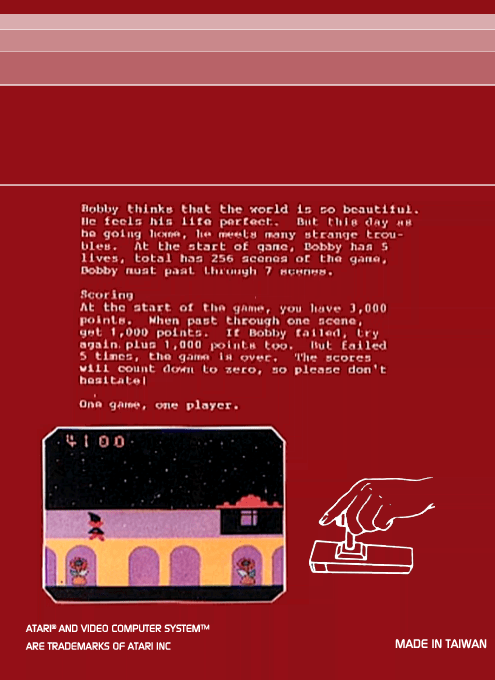 Bobby thinks that the world is so beautiful.
He feels his life perfect.  But this day as
he going home, he meets many strange trou-
bles.  At the start of game, Bobby has 5
lives, total has 256 scenes of the game,
Bobby must past through 7 scenes.
Scoring
At the start of the game, you have 3,000
points.  When past through one scene,
get 1,000 points.  If Bobby failed, try
again plus 1,000 points too.  But failed
5 times, the game is over.  The scores
will count down to zero, so please don't
hesitate!
One game, one player.
4100
ATARI® AND VIDEO COMPUTER SYSTEM™
ARE TRADEMARKS OF ATARI INC
MADE IN TAIWAN